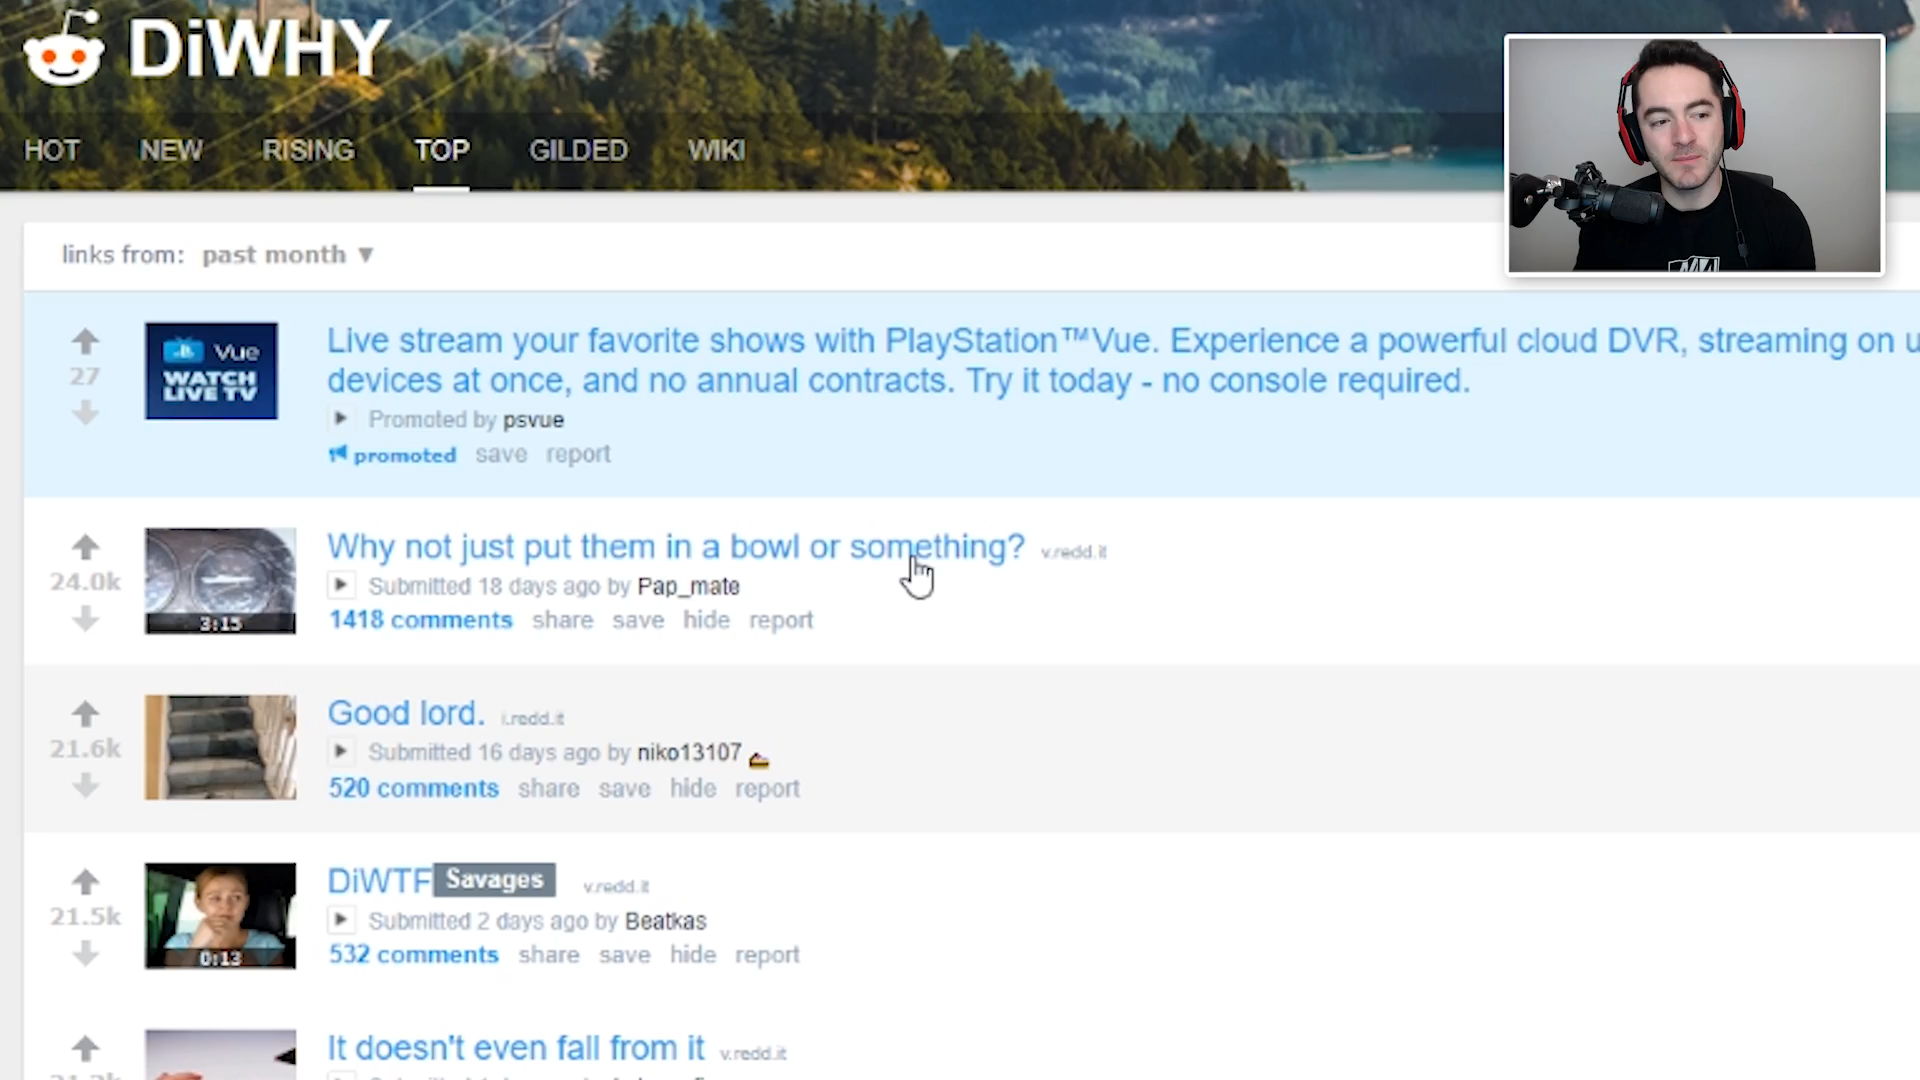 DiWHY
HOT NEW RISING TOP GILDED WIKI
links from: past month ▼
Live stream your favorite shows with PlayStation™Vue. Experience a powerful cloud DVR, streaming on
devices at once, and no annual contracts. Try it today - no console required.
27
Vue
WATCH
LIVE TV
Promoted by psvue
promoted save report
Why not just put them in a bowl or something? v.redd.it
24.0k
3:15
Submitted 18 days ago by Pap_mate
1418 comments share save hide report
Good lord. i.redd.it
21.6k
Submitted 16 days ago by niko13107
520 comments share save hide report
DiWTF Savages v.redd.it
21.5k
0:13
Submitted 2 days ago by Beatkas
532 comments share save hide report
It doesn't even fall from it v.redd.it